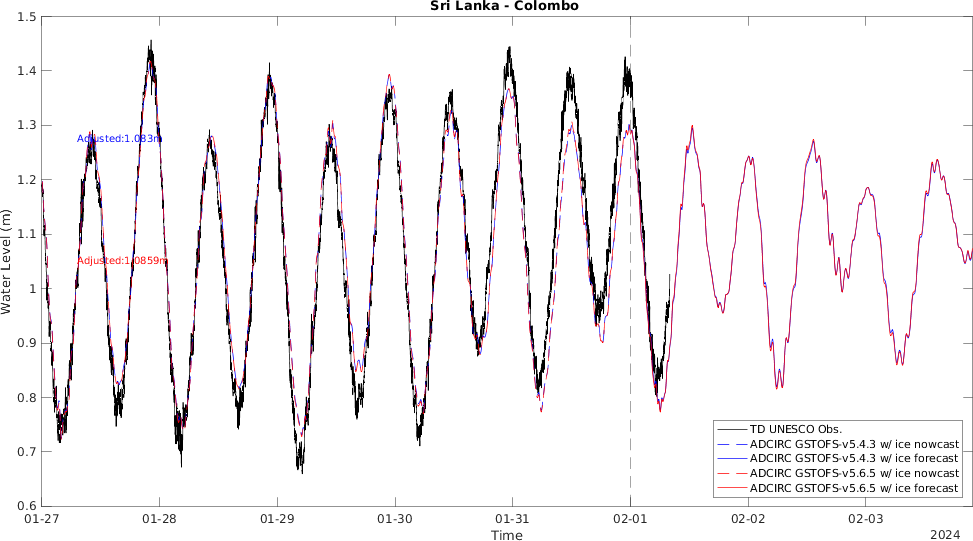 Sri Lanka - Colombo
Water Level (m)
1.5
1.4
1.3
1.2
1.1
1
0.9
0.8
0.7
0.6
Adjusted:1.083m
Adjusted:1.0859m
TD UNESCO Obs.
ADCIRC GSTOFS-v5.4.3 w/ ice nowcast
ADCIRC GSTOFS-v5.4.3 w/ ice forecast
ADCIRC GSTOFS-v5.6.5 w/ ice nowcast
ADCIRC GSTOFS-v5.6.5 w/ ice forecast
01-27 01-28 01-29 01-30 01-31 02-01 02-02 02-03
Time
2024